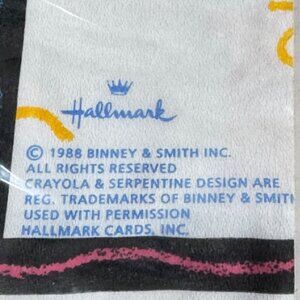 Hallmark
© 1988 BINNEY & SMITH INC.
ALL RIGHTS RESERVED
CRAYOLA & SERPENTINE DESIGN ARE
REG. TRADEMARKS OF BINNEY & SMITH
USED WITH PERMISSION
HALLMARK CARDS, INC.